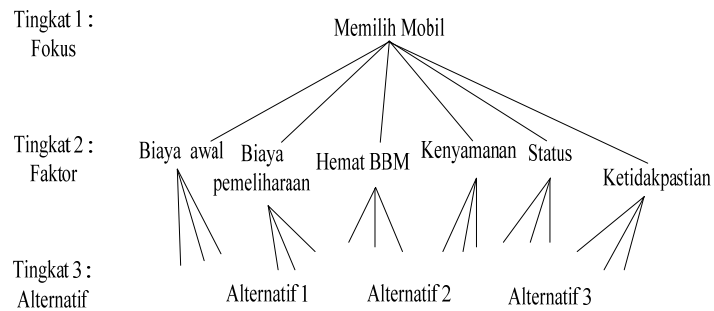 Tingkat 1 :
Fokus
Memilih Mobil
Tingkat 2 :
Faktor
Biaya awal
Biaya
pemeliharaan
Hemat BBM
Kenyamanan
Status
Ketidakpastian
Tingkat 3 :
Alternatif
Alternatif 1
Alternatif 2
Alternatif 3